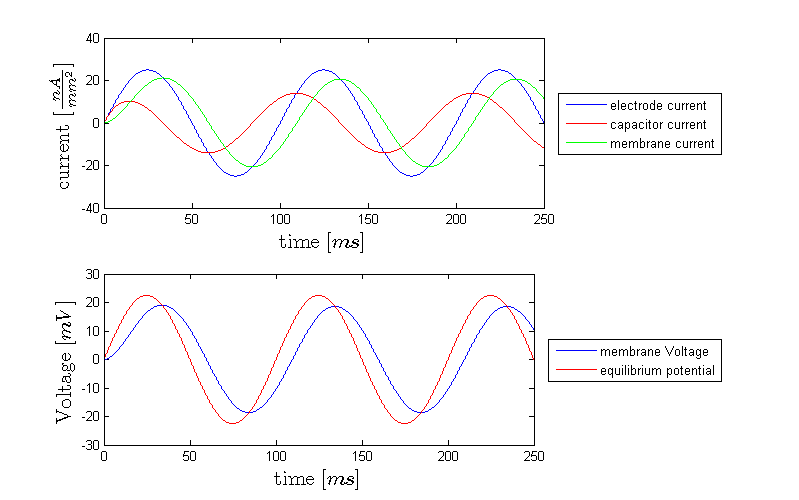 40
20
0
-20
-40
current [nA/mm²]
0 50 100 150 200 250
time [ms]
electrode current
capacitor current
membrane current
30
20
10
0
-10
-20
-30
Voltage [mV]
0 50 100 150 200 250
time [ms]
membrane Voltage
equilibrium potential